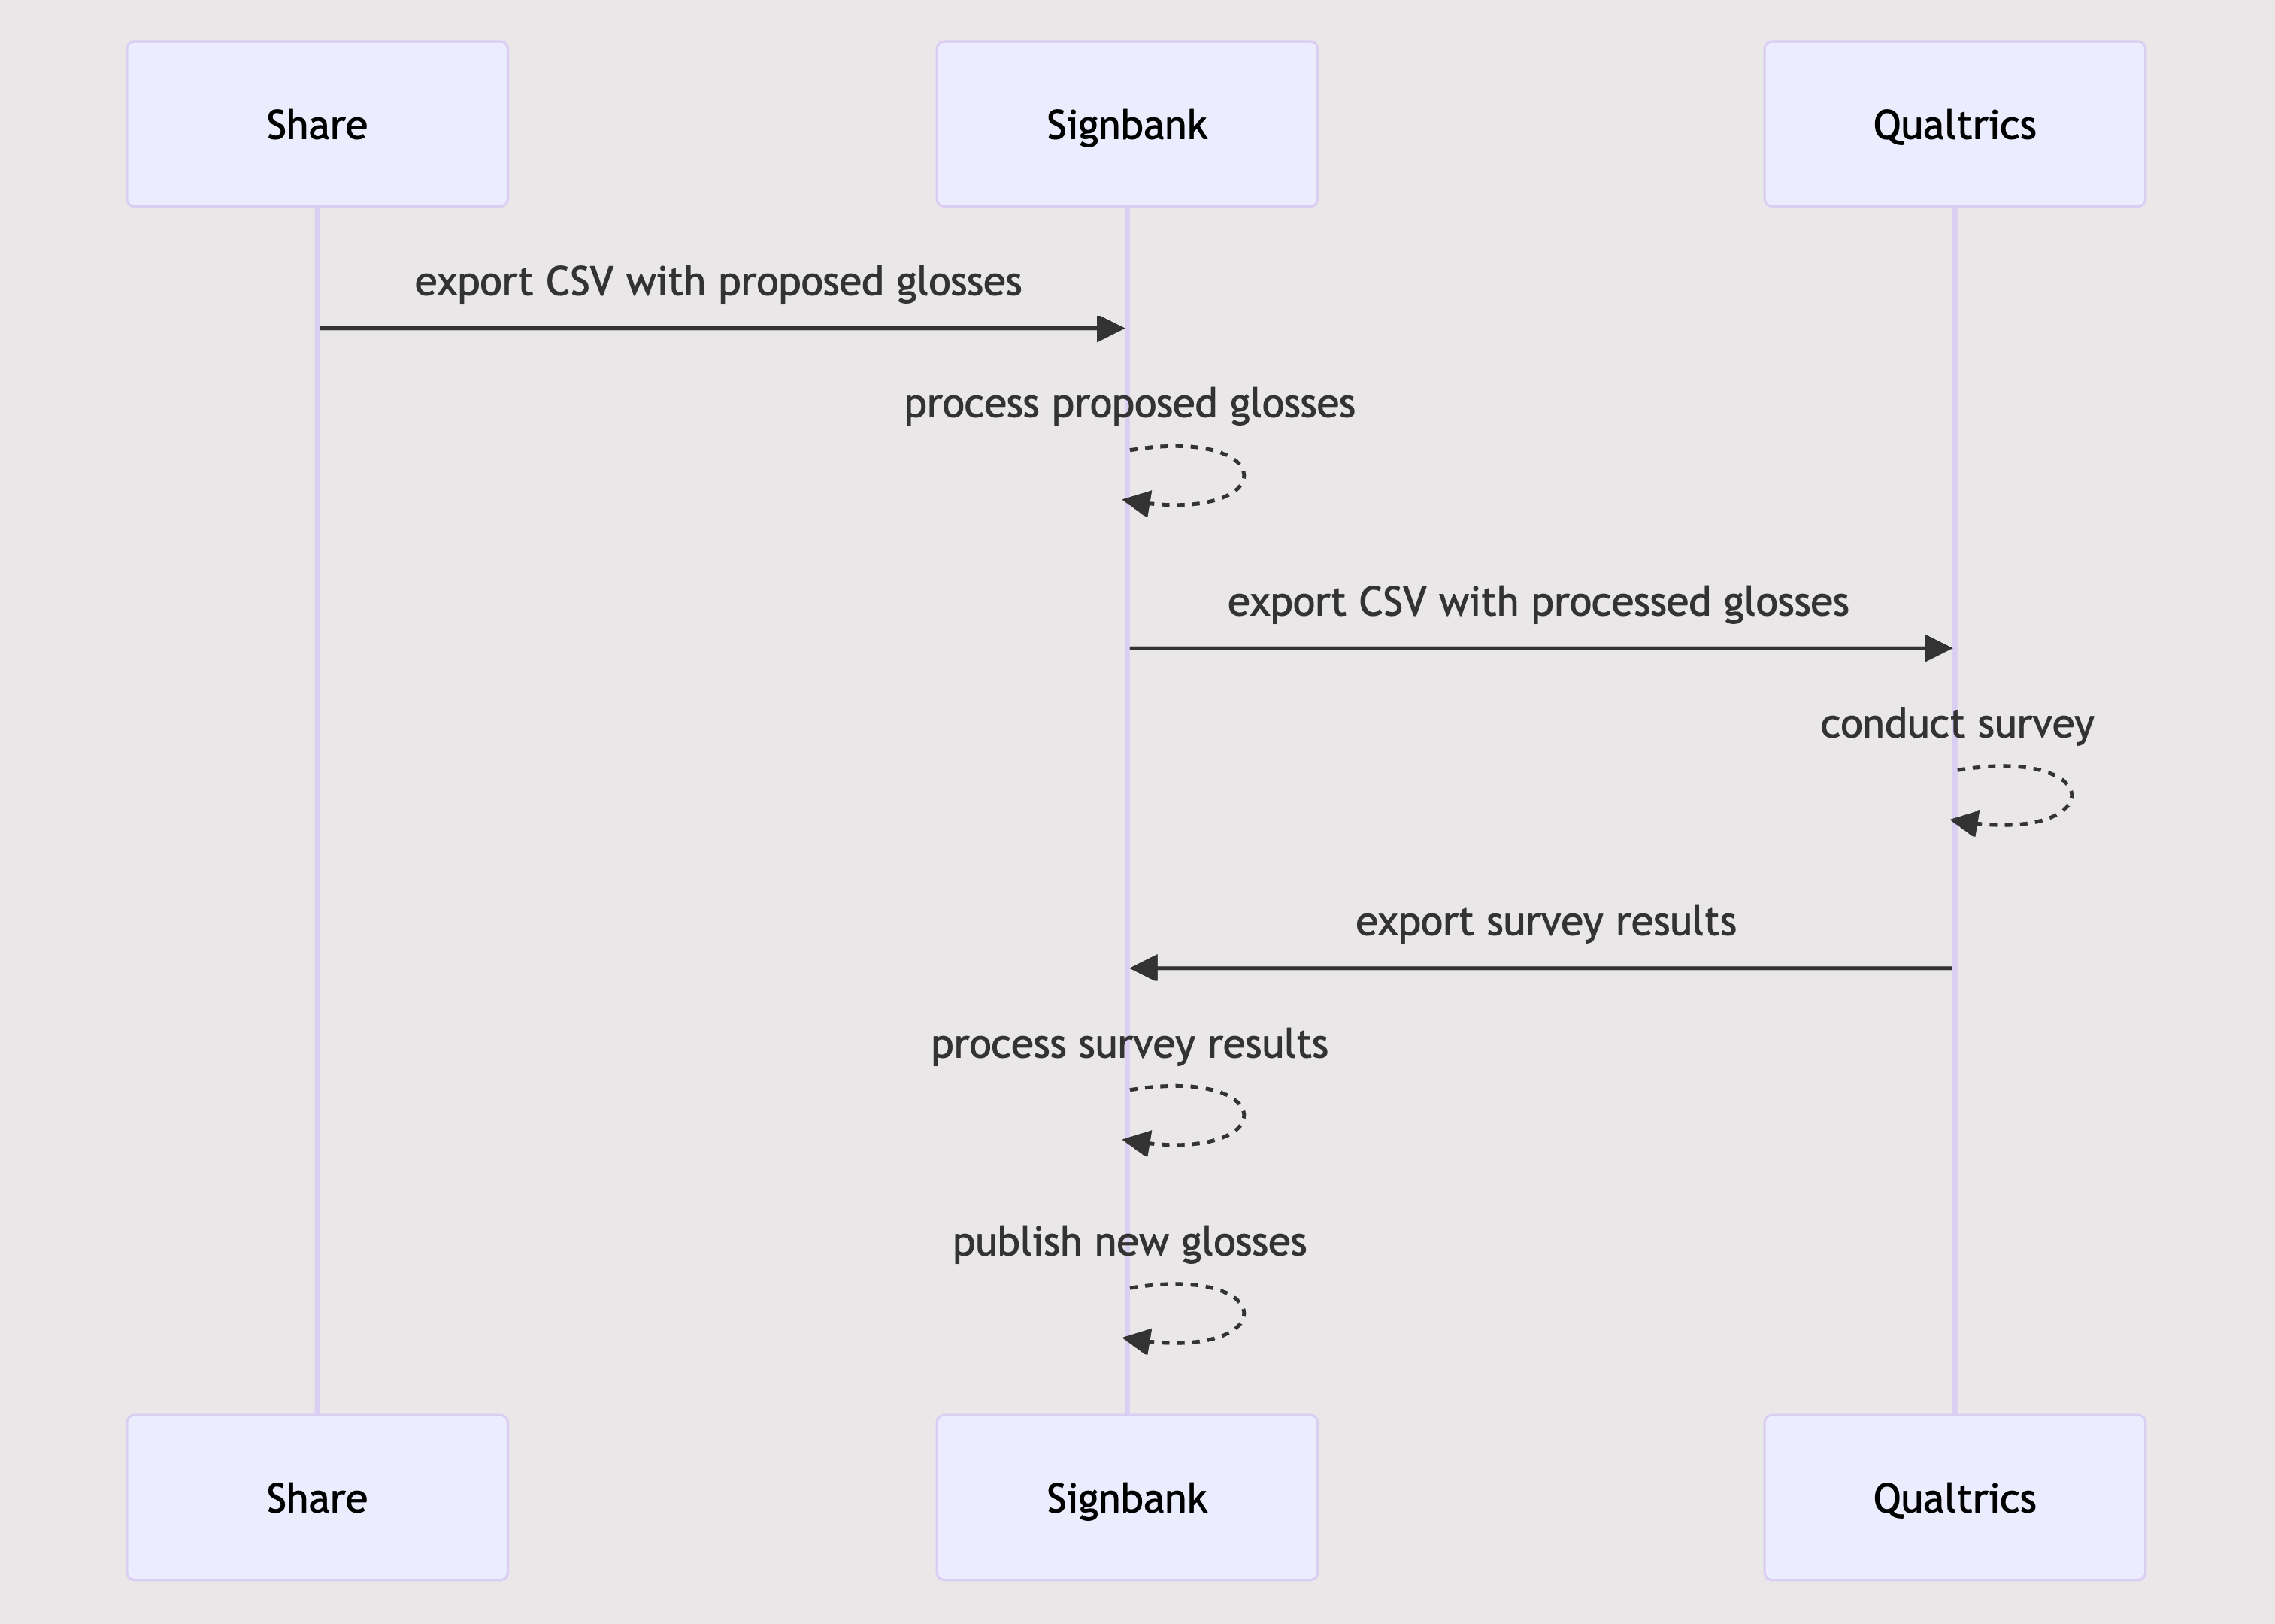 Share
Signbank
Qualtrics
export CSV with proposed glosses
process proposed glosses
export CSV with processed glosses
conduct survey
export survey results
process survey results
publish new glosses
Share
Signbank
Qualtrics